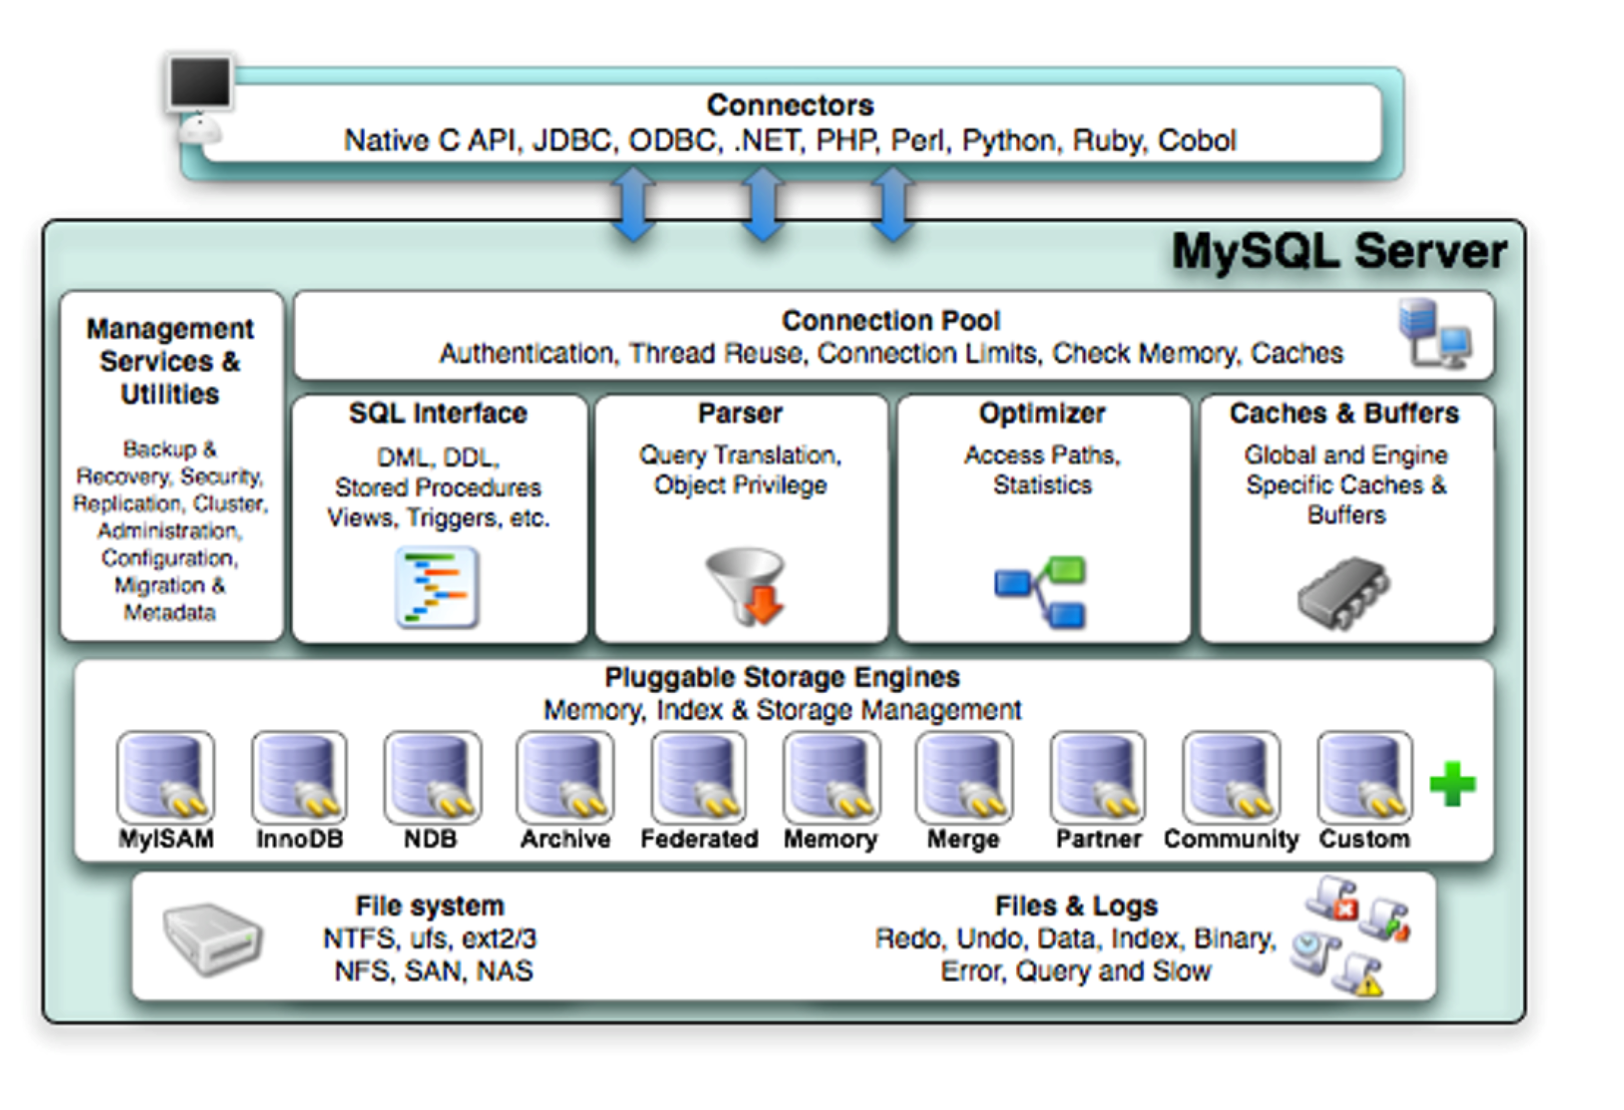 Connectors
Native C API, JDBC, ODBC, .NET, PHP, Perl, Python, Ruby, Cobol
MySQL Server
Management
Services &
Utilities
Backup &
Recovery, Security,
Replication, Cluster,
Administration,
Configuration,
Migration &
Metadata
Connection Pool
Authentication, Thread Reuse, Connection Limits, Check Memory, Caches
SQL Interface
DML, DDL,
Stored Procedures
Views, Triggers, etc.
Parser
Query Translation,
Object Privilege
Optimizer
Access Paths,
Statistics
Caches & Buffers
Global and Engine
Specific Caches &
Buffers
Pluggable Storage Engines
Memory, Index & Storage Management
MyISAM InnoDB NDB Archive Federated Memory Merge Partner Community Custom
File system
NTFS, ufs, ext2/3
NFS, SAN, NAS
Files & Logs
Redo, Undo, Data, Index, Binary,
Error, Query and Slow